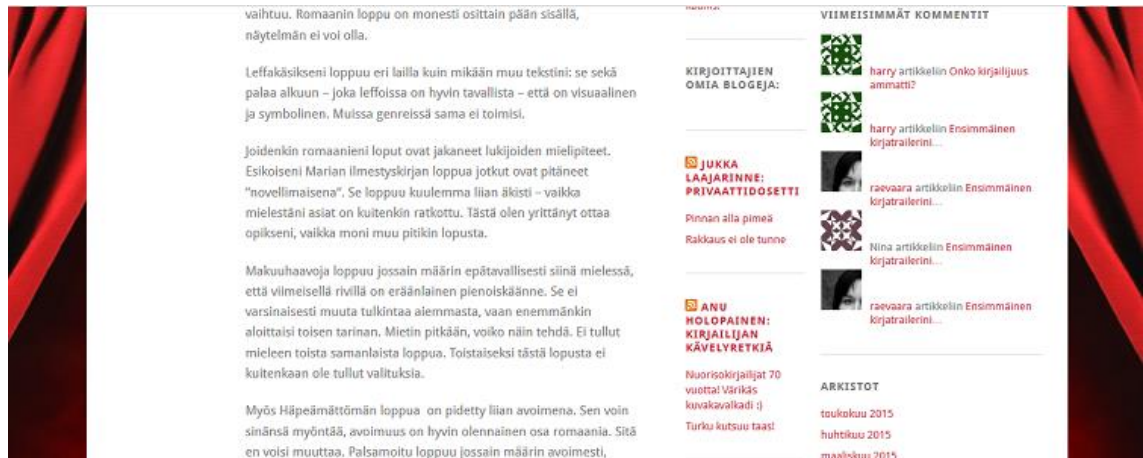 vaihtuu. Romaanin loppu on monesti osittain pään sisällä,
näytelmän ei voi olla.
Leffakäsikseni loppuu eri lailla kuin mikään muu tekstini: se sekä
palaa alkuun – joka leffoissa on hyvin tavallista – että on visuaalinen
ja symbolinen. Muissa genreissä sama ei toimisi.
Joidenkin romaanieni loput ovat jakaneet lukijoiden mielipiteet.
Esikoiseni Marian ilmestyskirjan loppua jotkut ovat pitäneet
"novellimaisena". Se loppuu kuulemma liian äkisti – vaikka
mielestäni asiat on kuitenkin ratkottu. Tästä olen yrittänyt ottaa
opikseni, vaikka moni muu pitikin lopusta.
Makuuhaavoja loppuu jossain määrin epätavallisesti siinä mielessä,
että viimeisellä rivillä on eräänlainen pienoiskäänne. Se ei
varsinaisesti muuta tulkintaa aiemmasta, vaan enemmänkin
aloittaisi toisen tarinan. Mietin pitkään, voiko näin tehdä. Ei tullut
mieleen toista samanlaista loppua. Toistaiseksi tästä lopusta ei
kuitenkaan ole tullut valituksia.
Myös Häpeämättömän loppua on pidetty liian avoimena. Sen voin
sinänsä myöntää, avoimuus on hyvin olennainen osa romaania. Sitä
en voisi muuttaa. Palsamoitu loppuu jossain määrin avoimesti,
KIRJOITTAJIEN
OMIA BLOGEJA:
JUKKA
LAAJARINNE:
PRIVAATTIDOSETTI
Pinnan alla pimeä
Rakkaus ei ole tunne
ANU
HOLOPAINEN:
KIRJAILIJAN
KÄVELYRETKIÄ
Nuorisokirjailijat 70
vuotta! Värikäs
kuvakavalkadi :)
Turku kutsuu taas!
VIIMEISIMMÄT KOMMENTIT
harry artikkeliin Onko kirjailijuus
ammatti?
harry artikkeliin Ensimmäinen
kirjatrailerini…
raevaara artikkeliin Ensimmäinen
kirjatrailerini…
Nina artikkeliin Ensimmäinen
kirjatrailerini…
raevaara artikkeliin Ensimmäinen
kirjatrailerini…
ARKISTOT
toukokuu 2015
huhtikuu 2015
maaliskuu 2015